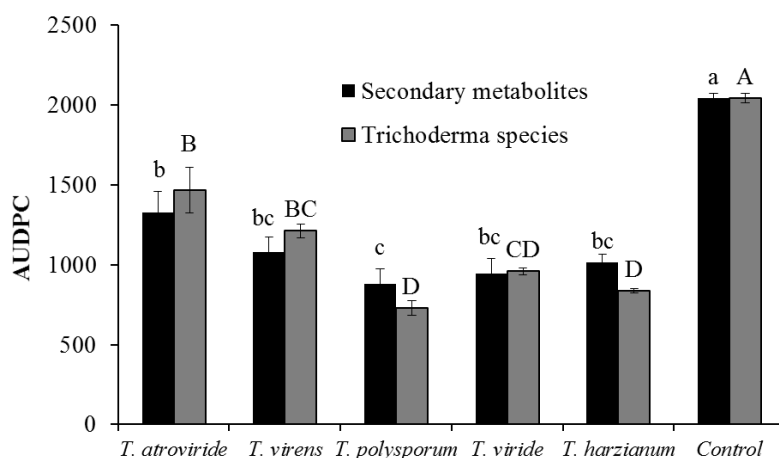 2500
2000
1500
1000
500
0
AUDPC
Secondary metabolites
Trichoderma species
b B
bc BC
c D
bc CD
bc D
a A
T. atroviride T. virens T. polysporum T. viride T. harzianum Control